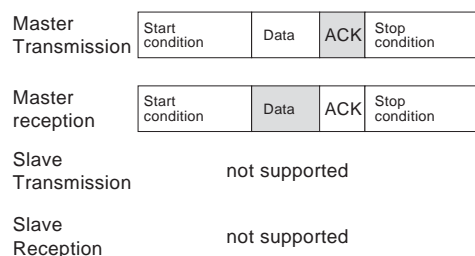 Master
Transmission
Start
condition
Data
ACK
Stop
condition
Master
reception
Start
condition
Data
ACK
Stop
condition
Slave
Transmission
not supported
Slave
Reception
not supported